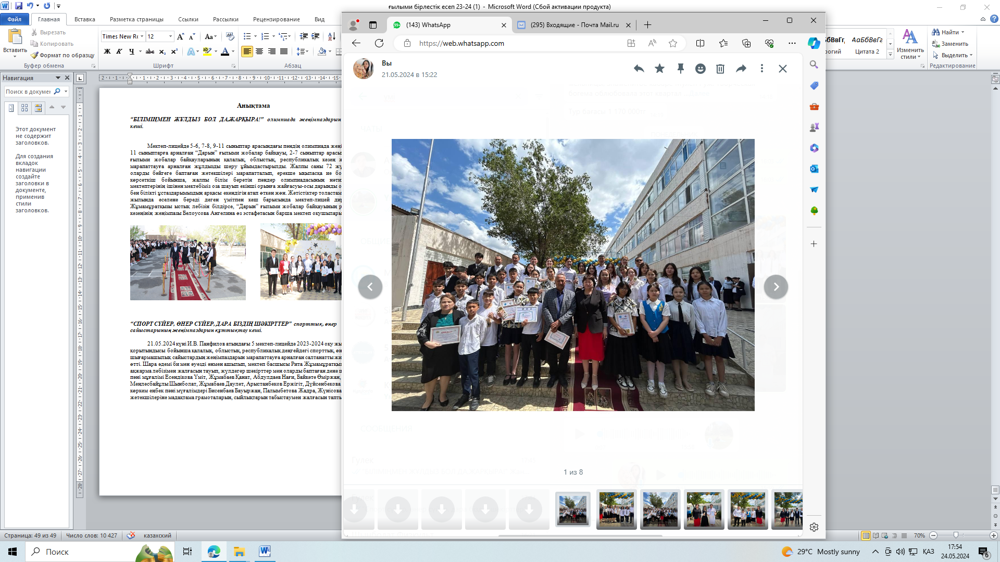 ғылыми бірлестік есеп 23-24 (1) - Microsoft Word (Сбой активации продукта)
Файл
Главная
Вставка
Разметка страницы
Ссылки
Рассылки
Рецензирование
Вид
Вставить
Вырезать
Копировать
Формат по образцу
Буфер обмена
Times New Rc
12
Шрифт
Абзац
АаБбВеГг
Цитата 2
Изменить стили
Найти
Заменить
Выделить
Редактирование
Навигация
Поиск в докумен
Этот документ
не содержит
заголовков.
Для создания
вкладок
навигации
создайте
заголовки в
документе,
применив
стили
заголовков.
Анықтама
“БІЛІМІҢМЕН ЖҰЛДЫЗ БОЛ ДА,ЖАРҚЫРА!" олимпиада жеңімпаздарын
кеші.
Мектеп-лицейде 5-6, 7-8, 9-11 сыныптар арасындағы пәндік олимпиада жеңі
11 сыныптарға арналған “Дарын” ғылыми жобалар байқауы, 2-7 сыныптар арасы
ғылыми жобалар байқауларының қалалық, облыстық, республикалық кезең ж
марапаттауға арналған жұлдызды шеру ұйымдастырылды. Жалпы саны 72 жү
оларды бәйгеге баптаған жетекшілері марапатталып, ерекше ықыласқа ие бо
көрсеткіш бойынша, жалпы білім беретін пәндер олимпиадасының нәти
мектептерінің ішінен мектебіміз оза шауып екінші орынға жайғасуы-осы дарынды о
бен білікті ұстаздарымыздың арқасы екендігін атап өткен жөн. Жетістіктер толастам
жылында еселене береді деген үмітпен кеш барысында мектеп-лицей дир
Жұмамұратқызы ыстық лебізін білдірсе, “Дарын” ғылыми жобалар байқауының р
кезеңінің жеңімпазы Белоусова Ангелина өз эстафетасын барша мектеп оқушылары
“СПОРТ СҮЙЕР, ӨНЕР СҮЙЕР, ДАРА БІЗДІҢ ШӘКІРТТЕР” спорттық, өнер
сайыстарының жеңімпаздарын құттықтау кеші.
21.05.2024 күні И.В. Панфилов атындағы 5 мектеп-лицейде 2023-2024 оқу жы
қорытындысы бойынша қалалық, облыстық, республикалық деңгейдегі спорттық, өн
шығармашылық сайыстардың жеңімпаздарын марапаттауға арналған салтанатты жи
өтті. Шара әдемі би мен әуезді әнмен ашылып, мектеп басшысы Рита Жұмамұратқыз
ақжарма лебізімен жалғасын тауып, жүлдегер шәкірттер мен оларды баптаған дене ш
пәні мұғалімі Есендікова Үміт, Жұмабаев Қанат, Абдулдаев Нағи, Байкете Өміржан,
Меңлесбайұлы Шынболат, Жұмабаев Даулет, Арыстанбеков Ержігіт, Дүйсенбекова
көркем еңбек пәні мұғалімдері Бисенбаев Бауыржан, Палымбетова Жадра, Жүнісова
жетекшілеріне мадақтама грамоталарын, сыйлықтарын табыстаумен жалғасын тапты
(143) WhatsApp
(295) Входящие - Почта Mail.ru
https://web.whatsapp.com
Вы
21.05.2024 в 15:22
1 из 8
Страница: 49 из 49
Число слов: 10 427
казахский
70%
Поиск
29°C Mostly sunny
ҚАЗ
17:54
24.05.2024
6